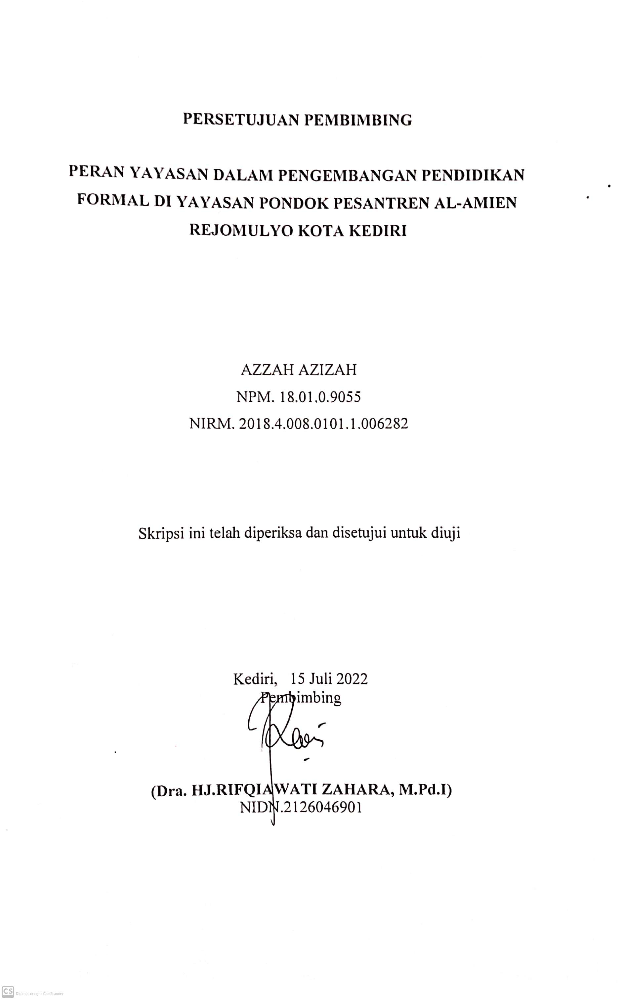 PERSETUJUAN PEMBIMBING
PERAN YAYASAN DALAM PENGEMBANGAN PENDIDIKAN
FORMAL DI YAYASAN PONDOK PESANTREN AL-AMIEN
REJOMULYO KOTA KEDIRI
AZZAH AZIZAH
NPM. 18.01.0.9055
NIRM. 2018.4.008.0101.1.006282
Skripsi ini telah diperiksa dan disetujui untuk diuji
Kediri, 15 Juli 2022
Pembimbing
(Dra. HJ.RIFQIAWATI ZAHARA, M.Pd.I)
NIDN.2126046901
CS Dipindai dengan CamScanner